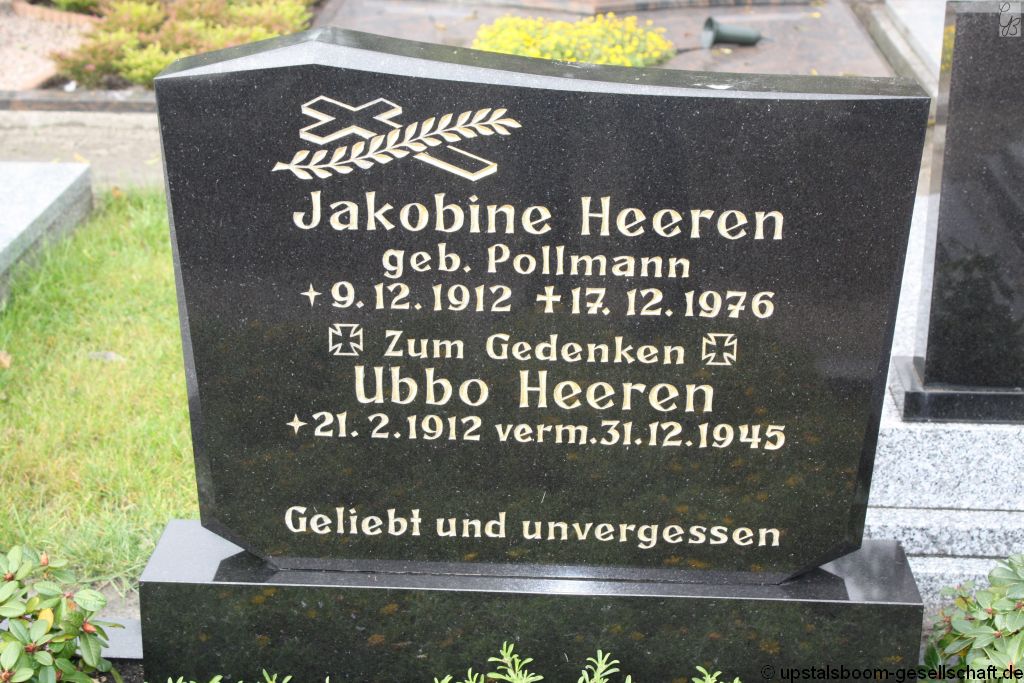 Jakobine Heeren
geb. Pollmann
9. 12. 1912 17. 12. 1976
Zum Gedenken
Ubbo Heeren
21. 2. 1912 verm. 31. 12. 1945
Geliebt und unvergessen
© upstalsboom-gesellschaft.de